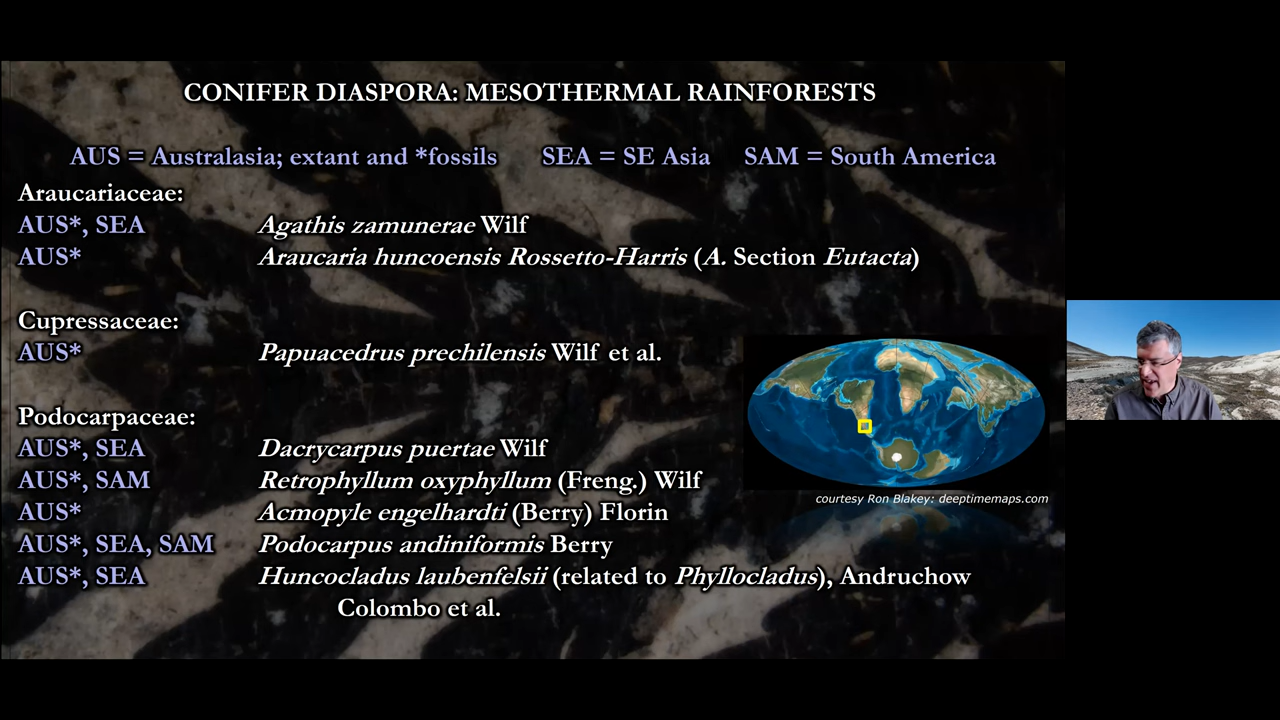 CONIFER DIASPORA: MESOTHERMAL RAINFORESTS
AUS = Australasia; extant and *fossils SEA = SE Asia SAM = South America
Araucariaceae:
AUS*, SEA Agathis zamunerae Wilf
AUS* Araucaria huncoensis Rossetto-Harris (A. Section Eutacta)
Cupressaceae:
AUS* Papuacedrus prechilensis Wilf et al.
Podocarpaceae:
AUS*, SEA Dacrycarpus puertae Wilf
AUS*, SAM Retrophyllum oxyphyllum (Freng.) Wilf
courtesy Ron Blakey: deeptimemaps.com
AUS* Acmopyle engelhardti (Berry) Florin
AUS*, SEA, SAM Podocarpus andiniformis Berry
AUS*, SEA Huncocladus laubenfelsii (related to Phyllocladus), Andruchow
Colombo et al.